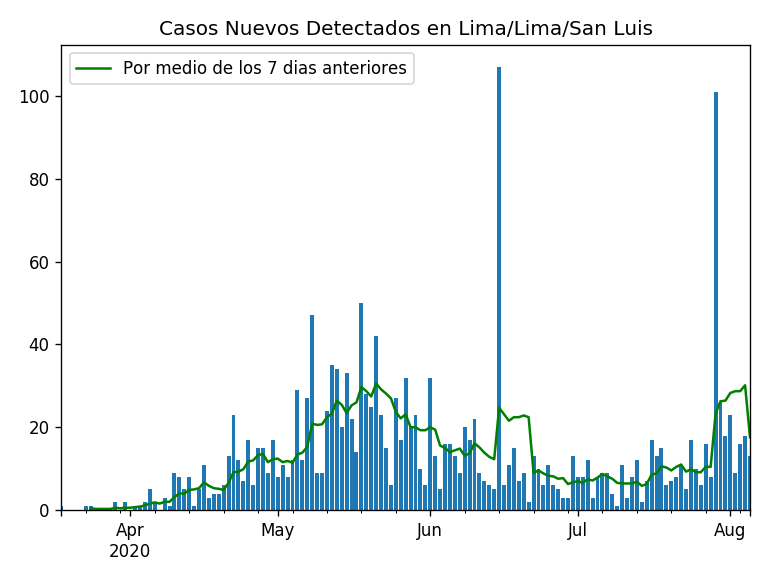 Casos Nuevos Detectados en Lima/Lima/San Luis
Por medio de los 7 dias anteriores
100
80
60
40
20
0
Apr May Jun Jul Aug
2020